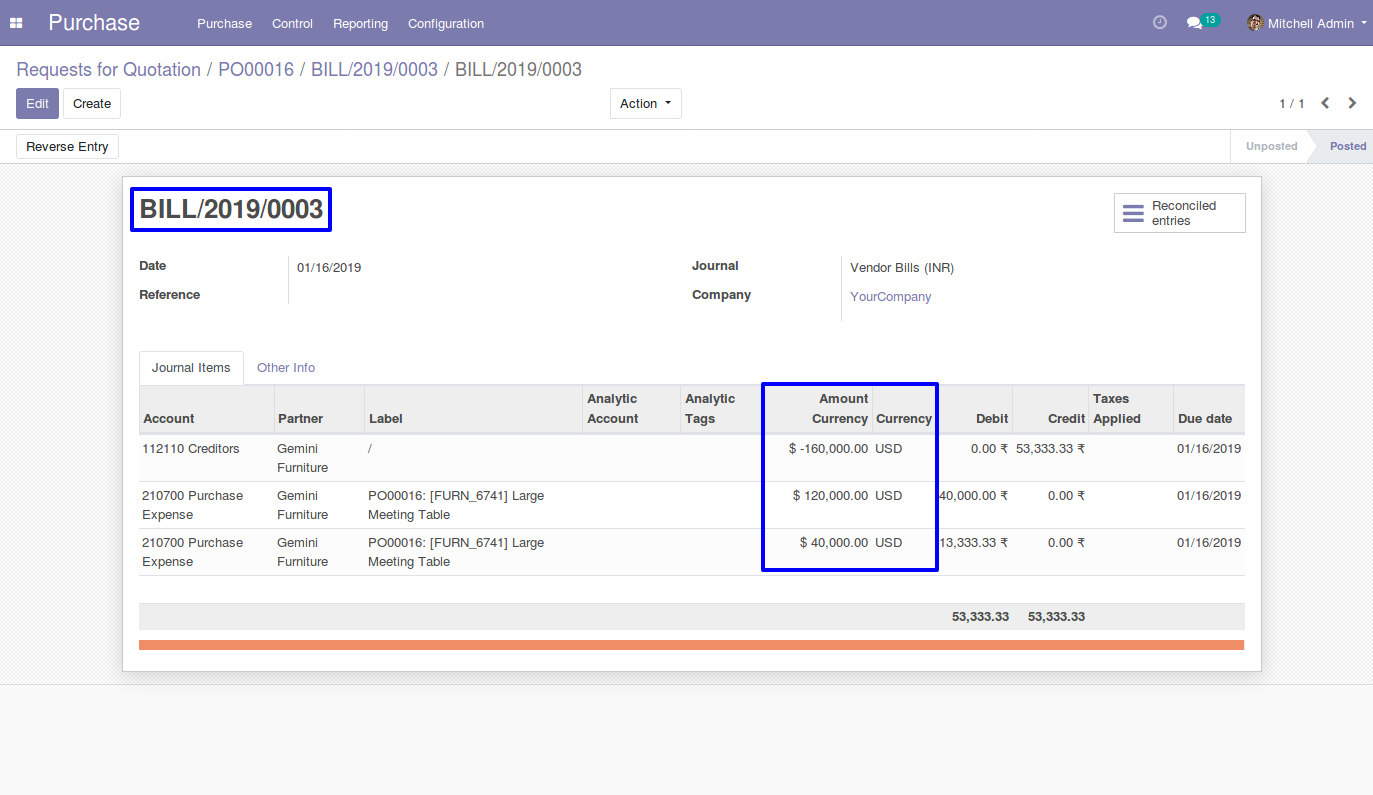 Purchase Purchase Control Reporting Configuration 13 Mitchell Admin
Requests for Quotation / PO00016 / BILL/2019/0003 / BILL/2019/0003
Edit Create Action 1 / 1
Reverse Entry Unposted Posted
BILL/2019/0003
Reconciled
entries
Date 01/16/2019 Journal Vendor Bills (INR)
Reference Company YourCompany
Journal Items Other Info
Analytic Analytic Amount Taxes
Account Partner Label Account Tags Currency Currency Debit Credit Applied Due date
112110 Creditors Gemini / $ -160,000.00 USD 0.00 ₹ 53,333.33 ₹ 01/16/2019
Furniture
210700 Purchase Gemini PO00016: [FURN_6741] Large $ 120,000.00 USD 40,000.00 ₹ 0.00 ₹ 01/16/2019
Expense Furniture Meeting Table
210700 Purchase Gemini PO00016: [FURN_6741] Large $ 40,000.00 USD 13,333.33 ₹ 0.00 ₹ 01/16/2019
Expense Furniture Meeting Table
53,333.33 53,333.33